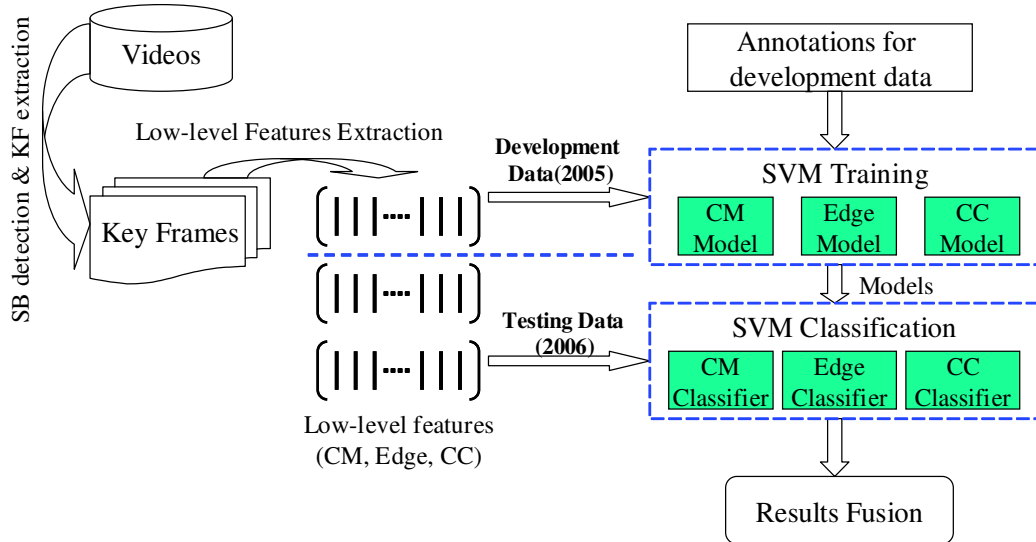 SB detection & KF extraction
Videos
Key Frames
Low-level Features Extraction
Low-level features
(CM, Edge, CC)
Development
Data(2005)
Testing Data
(2006)
Annotations for
development data
SVM Training
CM
Model
Edge
Model
CC
Model
Models
SVM Classification
CM
Classifier
Edge
Classifier
CC
Classifier
Results Fusion